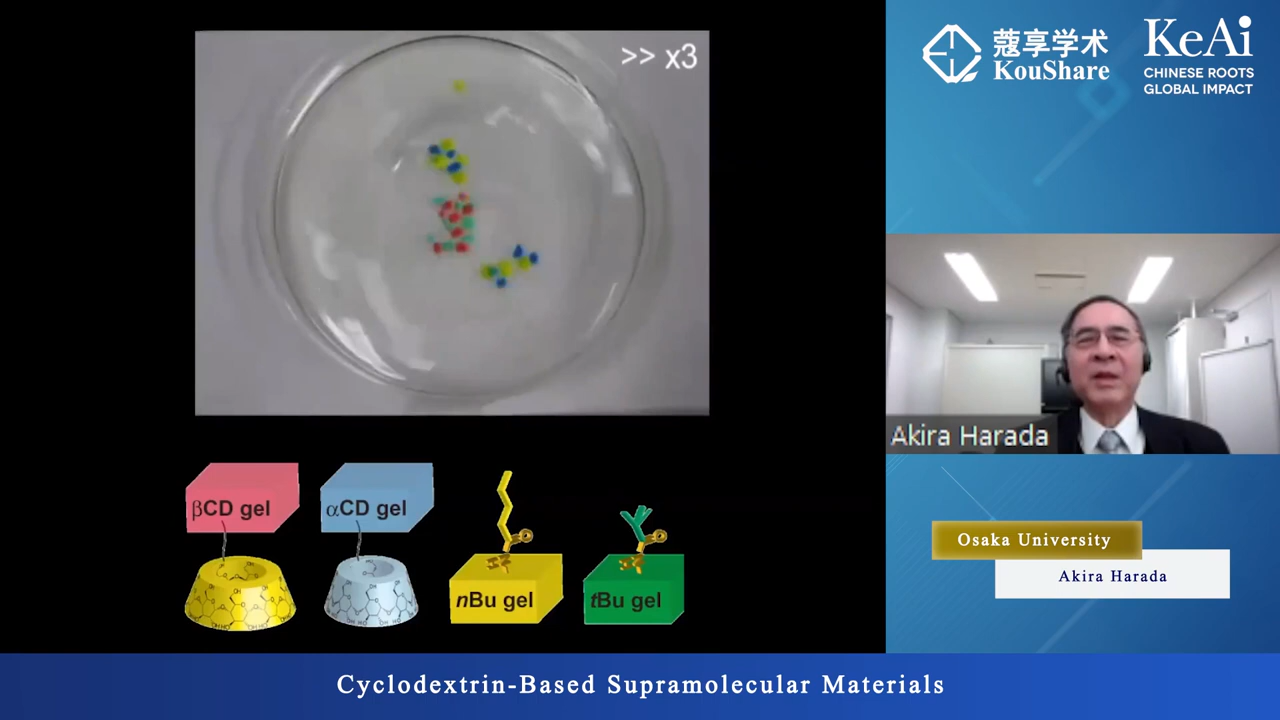 >> x3
蔻享学术
KouShare
KeAi
CHINESE ROOTS
GLOBAL IMPACT
Akira Harada
βCD gel
αCD gel
nBu gel
tBu gel
Osaka University
Akira Harada
Cyclodextrin-Based Supramolecular Materials